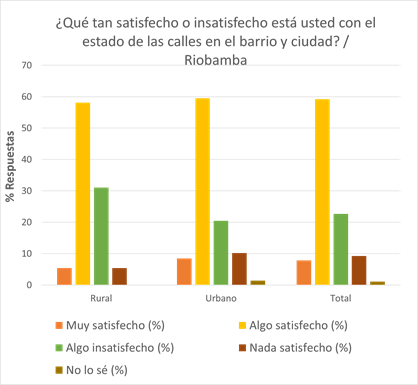 ¿Qué tan satisfecho o insatisfecho está usted con el
estado de las calles en el barrio y ciudad? /
Riobamba
70
60
50
40
30
20
10
0
% Respuestas
Rural Urbano Total
Muy satisfecho (%) Algo satisfecho (%)
Algo insatisfecho (%) Nada satisfecho (%)
No lo sé (%)